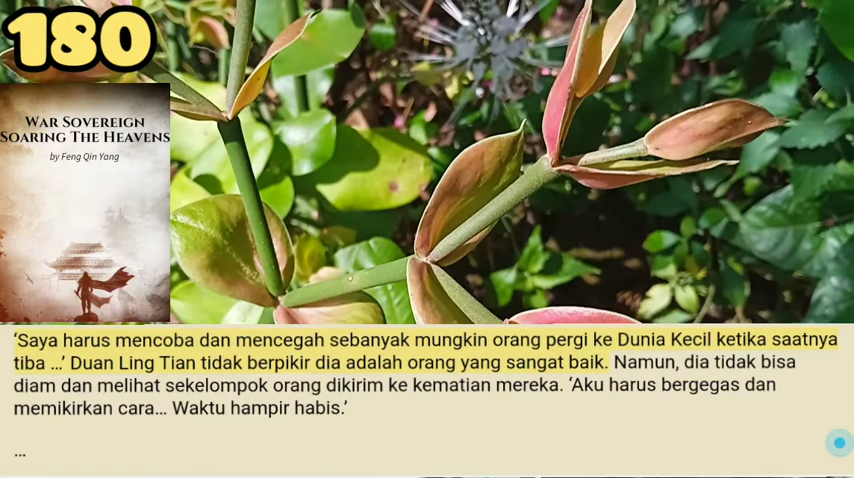 180
WAR SOVEREIGN
SOARING THE HEAVENS
by Feng Qin Yang
‘Saya harus mencoba dan mencegah sebanyak mungkin orang pergi ke Dunia Kecil ketika saatnya
tiba ...’ Duan Ling Tian tidak berpikir dia adalah orang yang sangat baik. Namun, dia tidak bisa
diam dan melihat sekelompok orang dikirim ke kematian mereka. ‘Aku harus bergegas dan
memikirkan cara... Waktu hampir habis.’
...